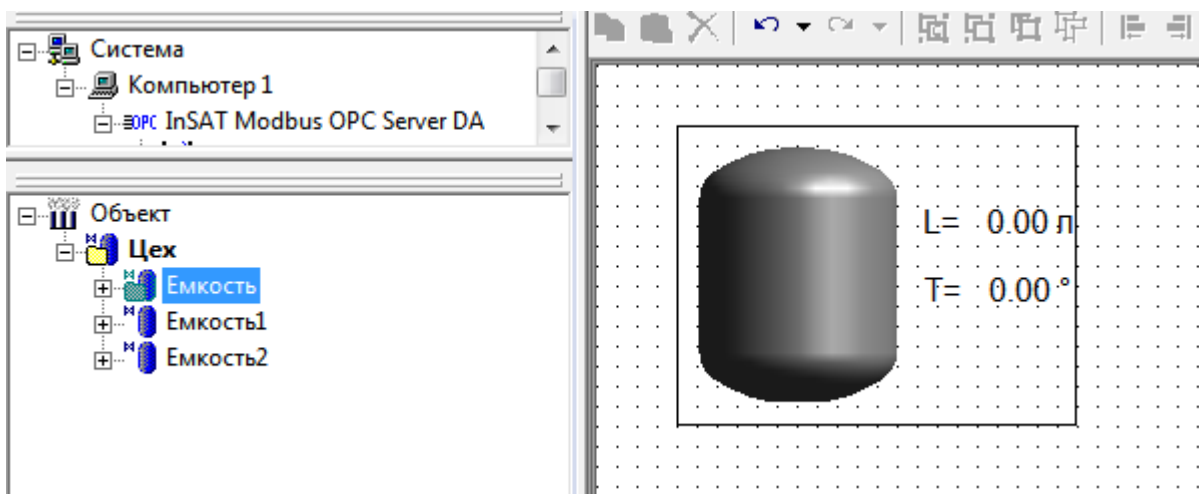 Система
Компьютер 1
OPC InSAT Modbus OPC Server DA
Объект
Цех
Емкость
Емкость1
Емкость2
L= 0.00 л
T= 0.00 °